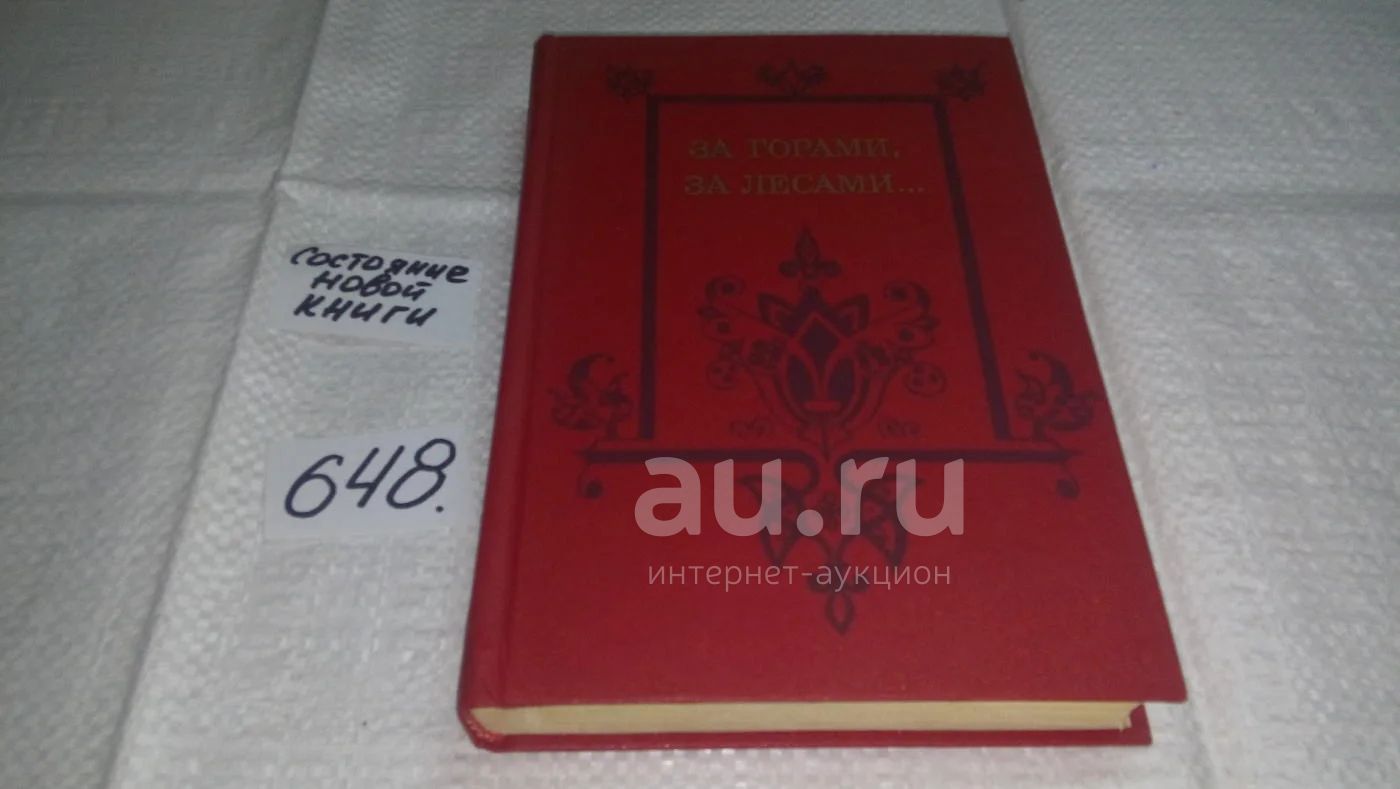 ЗА ГОРАМИ,
ЗА ЛЕСАМИ...
состояние
новой
книги
648.
au.ru
интернет-аукцион